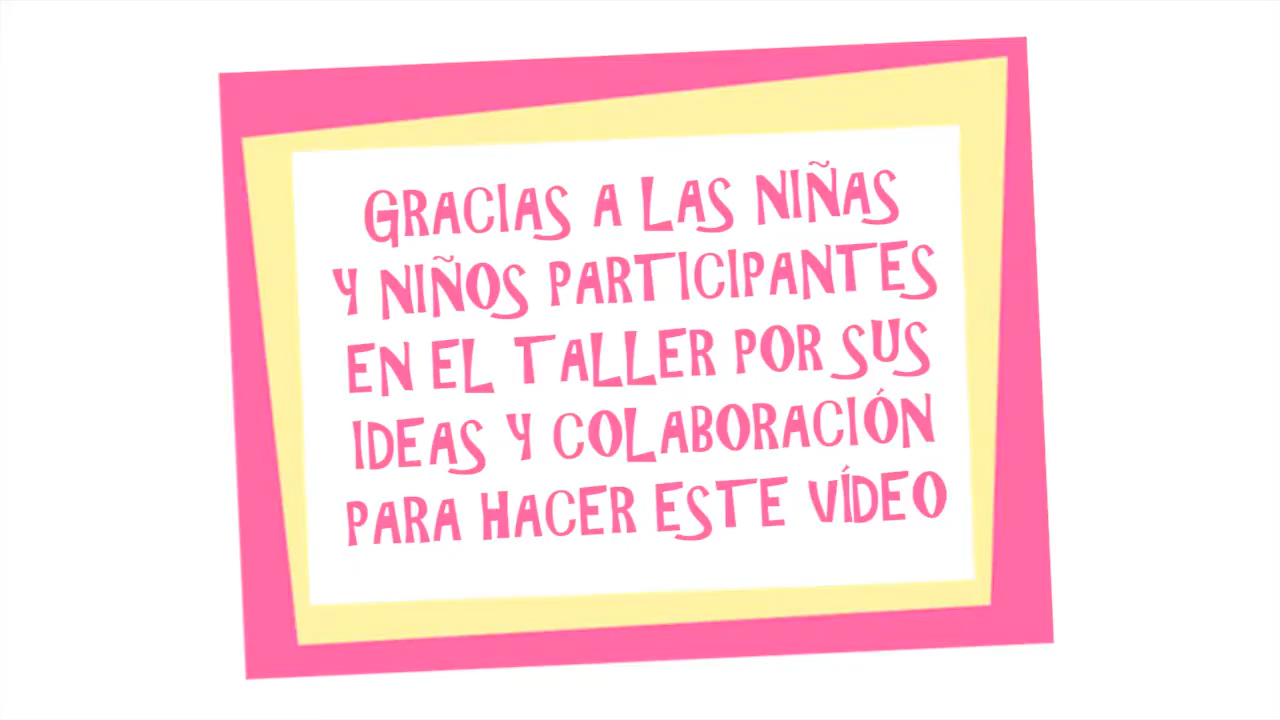 GRACIAS A LAS NIÑAS
Y NIÑOS PARTICIPANTES
EN EL TALLER POR SUS
IDEAS Y COLABORACIÓN
PARA HACER ESTE VÍDEO